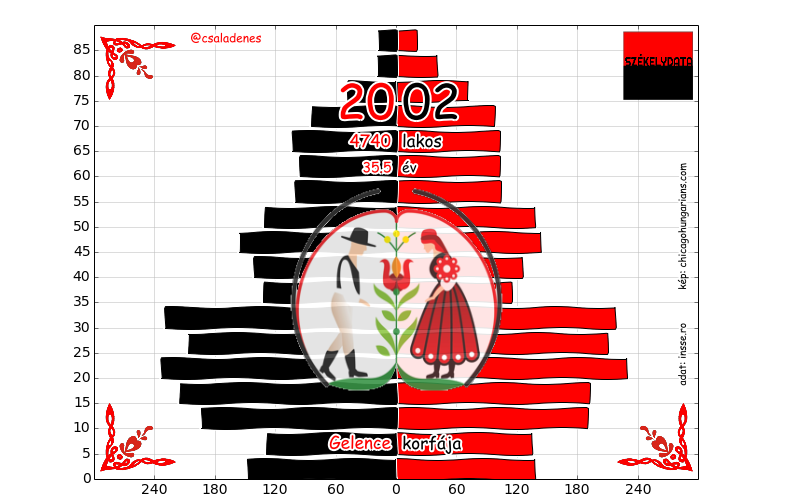 @csaladenes
SZÉKELYDATA
2002
4740 lakos
35.5 év
kép: chicagohungarians.com
adat: insse.ro
Gelence korfája
85
80
75
70
65
60
55
50
45
40
35
30
25
20
15
10
5
0
240 180 120 60 0 60 120 180 240